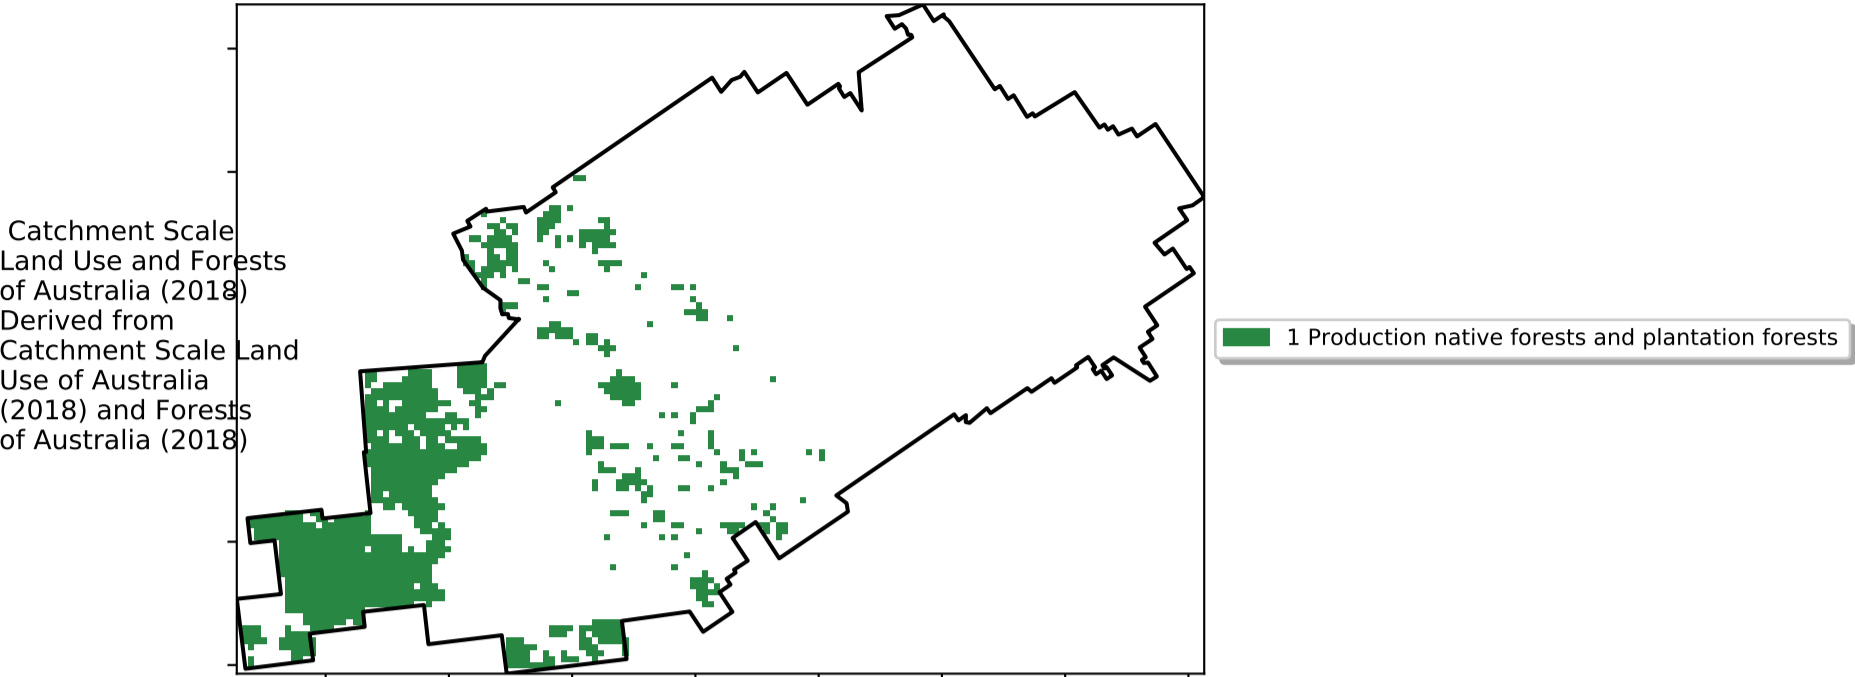 Catchment Scale
Land Use and Forests
of Australia (2018)
Derived from
Catchment Scale Land
Use of Australia
(2018) and Forests
of Australia (2018)
1 Production native forests and plantation forests